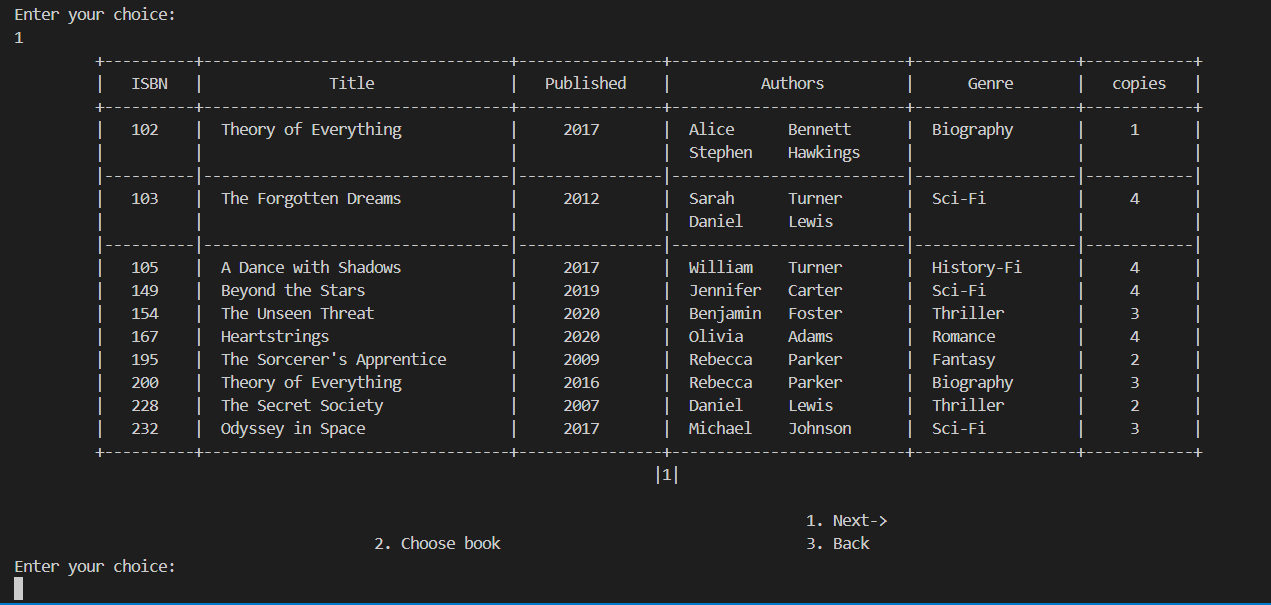 Enter your choice:
1
+----------+----------------------------------+----------------+--------------------------+------------------+------------+
|   ISBN   |              Title               |   Published    |          Authors         |      Genre       |   copies   |
+----------+----------------------------------+----------------+--------------------------+------------------+------------+
|   102    |  Theory of Everything            |     2017       |  Alice      Bennett      |  Biography       |     1      |
|          |                                  |                |  Stephen    Hawkings     |                  |            |
|----------|----------------------------------|----------------|--------------------------|------------------|------------|
|   103    |  The Forgotten Dreams            |     2012       |  Sarah      Turner       |  Sci-Fi          |     4      |
|          |                                  |                |  Daniel     Lewis        |                  |            |
|----------|----------------------------------|----------------|--------------------------|------------------|------------|
|   105    |  A Dance with Shadows            |     2017       |  William    Turner       |  History-Fi      |     4      |
|   149    |  Beyond the Stars                |     2019       |  Jennifer   Carter       |  Sci-Fi          |     4      |
|   154    |  The Unseen Threat               |     2020       |  Benjamin   Foster       |  Thriller        |     3      |
|   167    |  Heartstrings                    |     2020       |  Olivia     Adams        |  Romance         |     4      |
|   195    |  The Sorcerer's Apprentice       |     2009       |  Rebecca    Parker       |  Fantasy         |     2      |
|   200    |  Theory of Everything            |     2016       |  Rebecca    Parker       |  Biography       |     3      |
|   228    |  The Secret Society              |     2007       |  Daniel     Lewis        |  Thriller        |     2      |
|   232    |  Odyssey in Space                |     2017       |  Michael    Johnson      |  Sci-Fi          |     3      |
+----------+----------------------------------+----------------+--------------------------+------------------+------------+
|1|
1. Next->
2. Choose book 3. Back
Enter your choice: